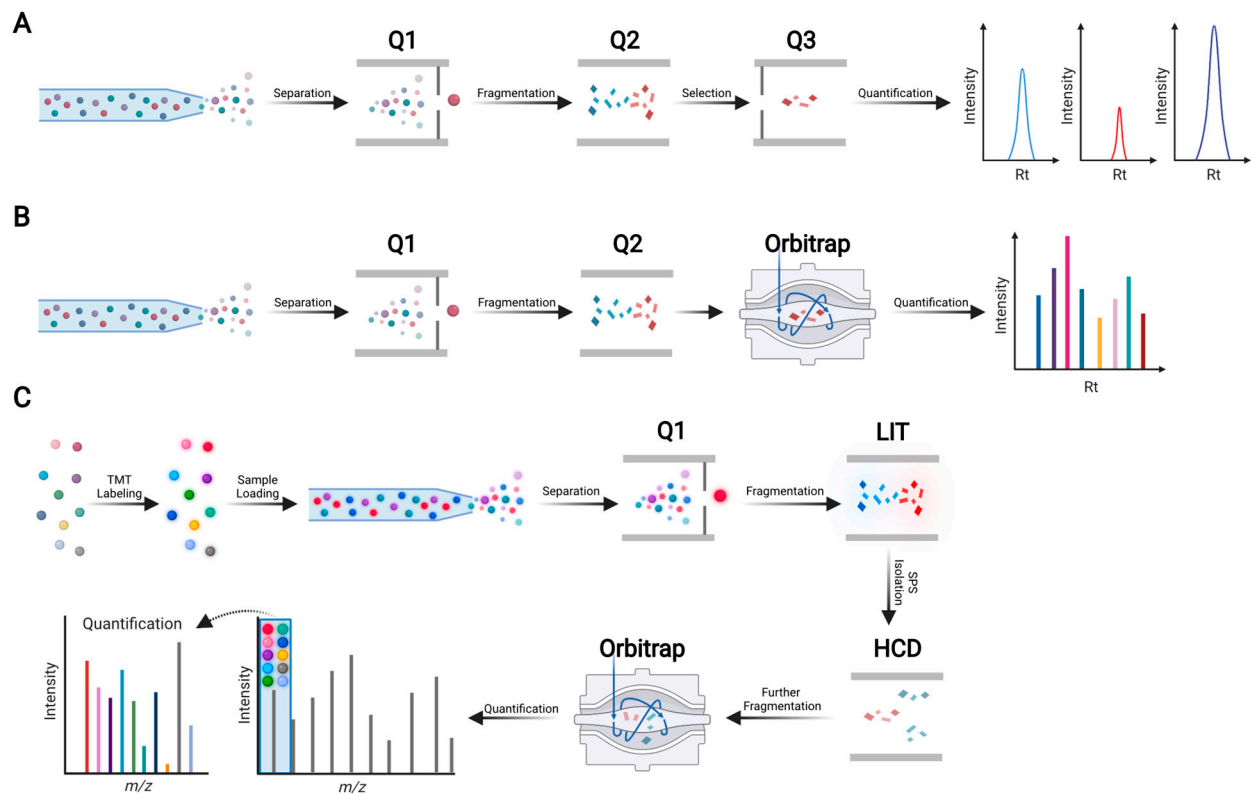 A
Q1
Q2
Q3
Separation
Fragmentation
Selection
Quantification
Intensity
Rt
Intensity
Rt
Intensity
Rt
B
Q1
Q2
Orbitrap
Separation
Fragmentation
Quantification
Intensity
Rt
C
TMT
Labeling
Sample
Loading
Separation
Q1
Fragmentation
LIT
SPS
Isolation
HCD
Further
Fragmentation
Orbitrap
Quantification
Intensity
m/z
Quantification
Intensity
m/z